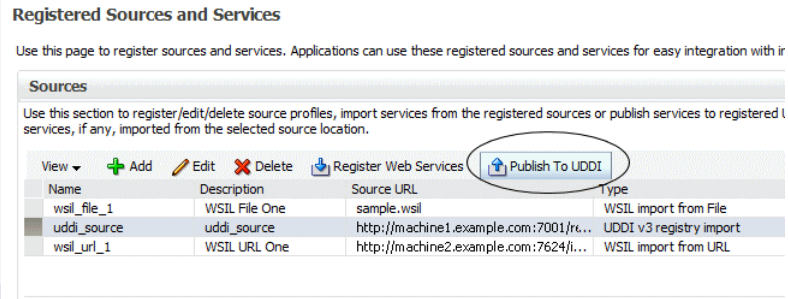 Registered Sources and Services
Use this page to register sources and services. Applications can use these registered sources and services for easy integration with
Sources
Use this section to register/edit/delete source profiles, import services from the registered sources or publish services to registered
services, if any, imported from the selected source location.
View Add Edit Delete Register Web Services Publish To UDDI
Name Description Source URL Type
wsil_file_1 WSIL File One sample.wsil WSIL import from File
uddi_source uddi_source http://machine1.example.com:7001/re... UDDI v3 registry import
wsil_url_1 WSIL URL One http://machine2.example.com:7624/i... WSIL import from URL